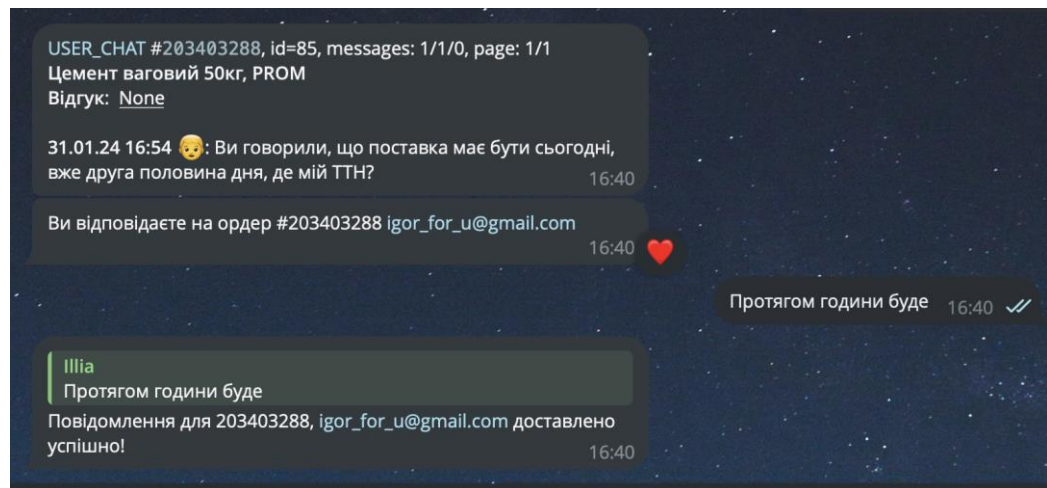 USER_CHAT #203403288, id=85, messages: 1/1/0, page: 1/1
Цемент ваговий 50кг, PROM
Відгук: None
31.01.24 16:54 👴: Ви говорили, що поставка має бути сьогодні,
вже друга половина дня, де мій ТТН?
16:40
Ви відповідаєте на ордер #203403288 igor_for_u@gmail.com
16:40
Протягом години буде 16:40
Illia
Протягом години буде
Повідомлення для 203403288, igor_for_u@gmail.com доставлено
успішно!
16:40